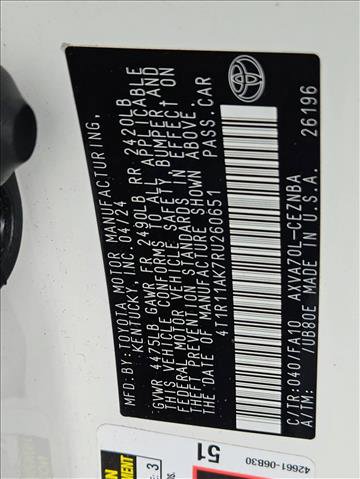 MFD. BY:TOYOTA MOTOR MANUFACTURING,
KENTUCKY, INC. 04/24
GVWR 4475LB GAWR FR 2490LB RR 2420LB
THIS VEHICLE CONFORMS TO ALL APPLICABLE
FEDERAL MOTOR VEHICLE SAFETY BUMPER AND
THEFT PREVENTION STANDARDS IN EFFECT ON
THE DATE OF MANUFACTURE SHOWN ABOVE.
4T1R11AK7RU260651 PASS.CAR
C/TR:040/FA10 AXVA70L-CEZNBA
A/TM: /UB80E MADE IN U.S.A. 26196
42661-06B30
51
3